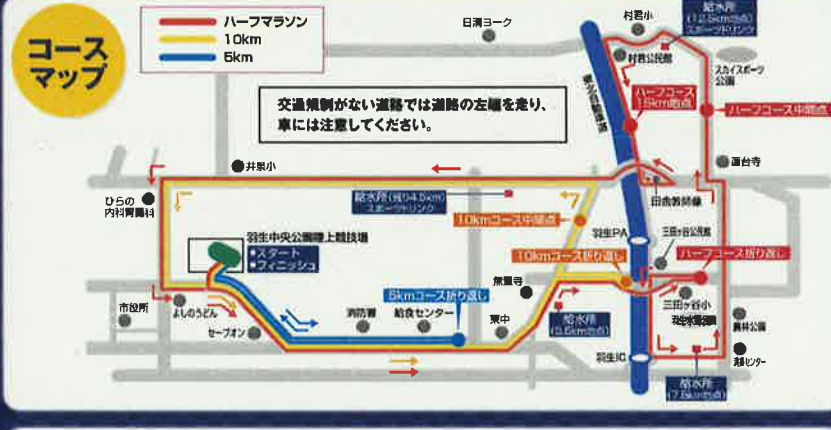 コース
マップ
ハーフマラソン
10km
5km
交通規制がない道路では道路の左端を走り、
車には注意してください。
日清ヨーク
村君小
給水所
(12.5km地点)
スポーツドリンク
村君公民館
スカイスポーツ
公園
ハーフコース
15km地点
ハーフコース中間点
井泉小
ひらの
内科胃腸科
給水所(残り4.5km)
スポーツドリンク
田舎教師像
10kmコース中間点
羽生PA
三田ヶ谷公民館
羽生中央公園陸上競技場
■スタート
■フィニッシュ
10kmコース折り返し
ハーフコース折り返し
5kmコース折り返し
無量寺
三田ヶ谷小
羽生水郷公園
市役所
よしのうどん
セーブオン
消防署
給食センター
東中
給水所
(5.5km地点)
農林公園
羽生IC
給水所
(7.5km地点)